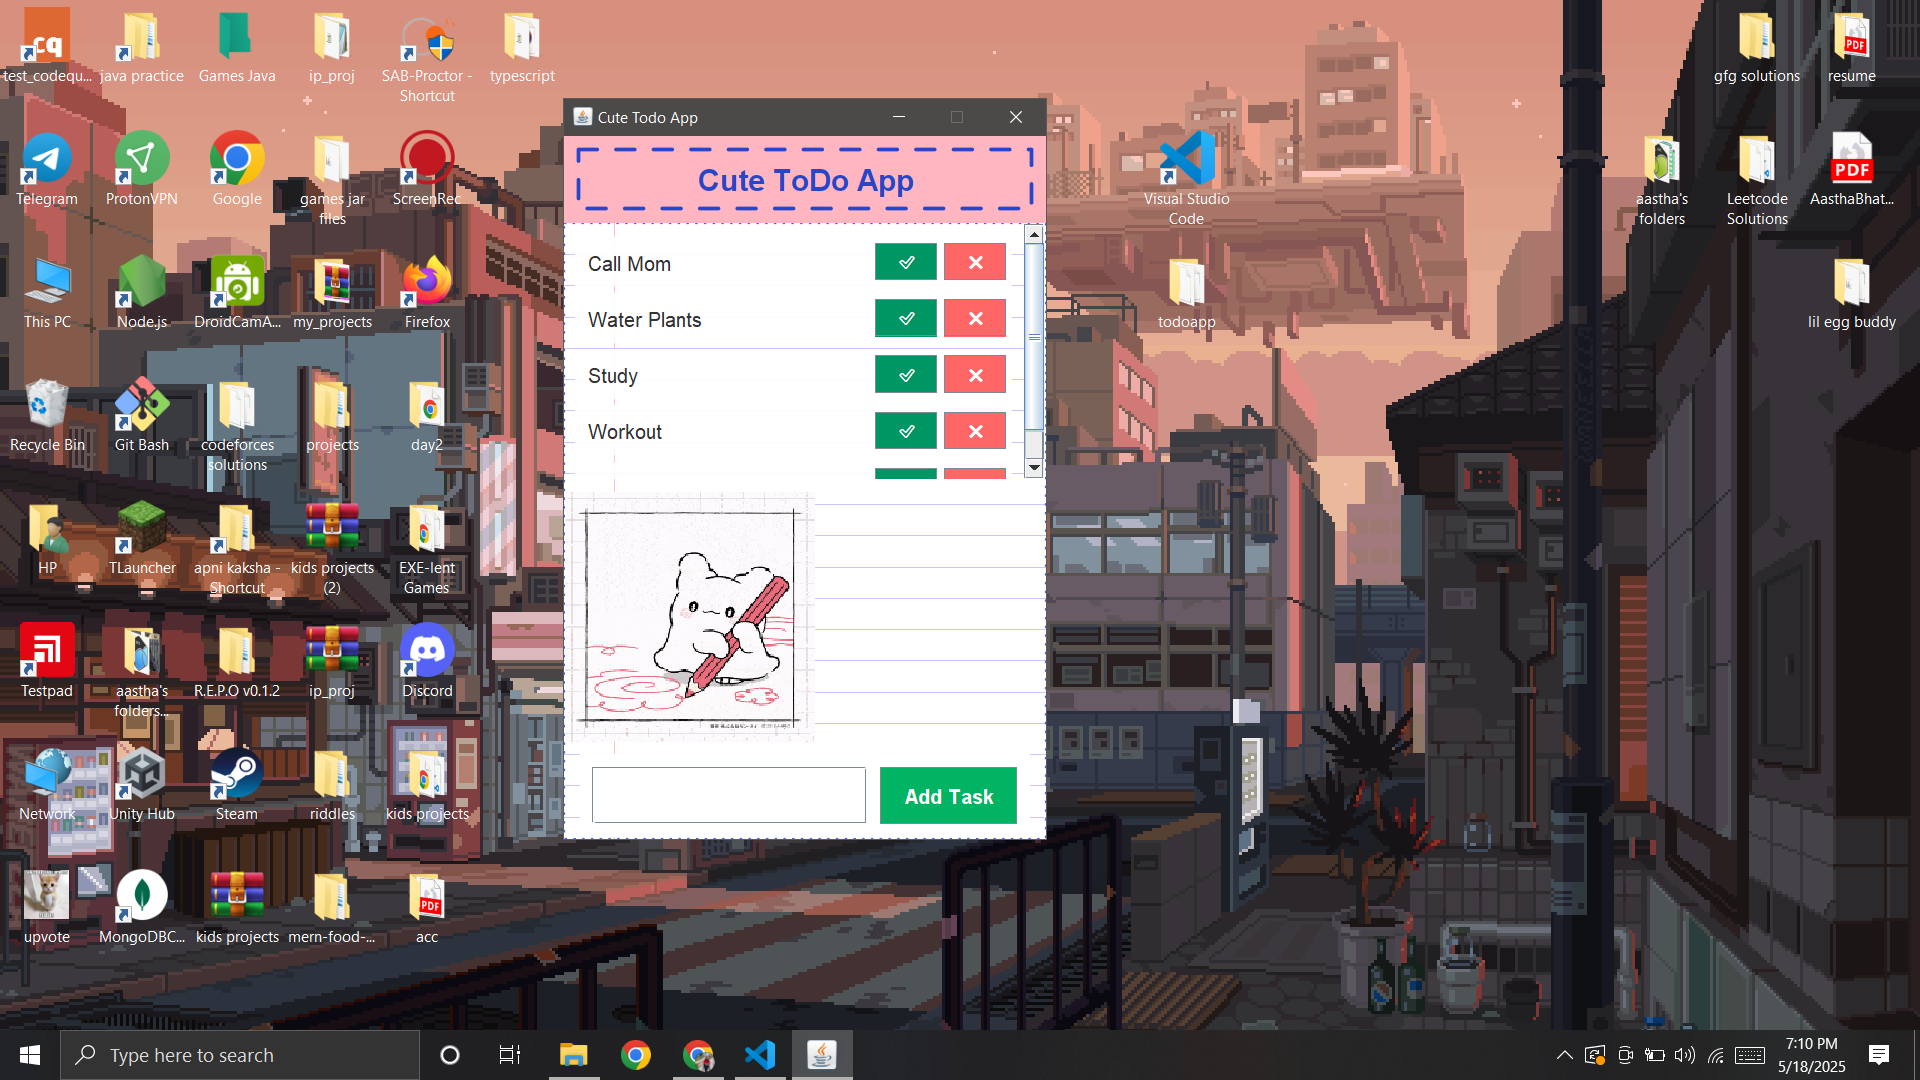 test_codequ...
java practice
Games Java
ip_proj
SAB-Proctor -
Shortcut
typescript
gfg solutions
resume
Telegram
ProtonVPN
Google
games jar
files
ScreenRec
Visual Studio
Code
aastha's
folders
Leetcode
Solutions
AasthaBhat...
This PC
Node.js
DroidCamA...
my_projects
Firefox
todoapp
lil egg buddy
Recycle Bin
Git Bash
codeforces
solutions
projects
day2
HP
TLauncher
apni kaksha -
Shortcut
kids projects
(2)
EXE-lent
Games
Testpad
aastha's
folders...
R.E.P.O v0.1.2
ip_proj
Discord
Network
Unity Hub
Steam
riddles
kids projects
upvote
MongoDBC...
kids projects
mern-food-...
acc
Cute Todo App
Cute ToDo App
Call Mom
Water Plants
Study
Workout
Add Task
Type here to search
7:10 PM
5/18/2025
cq
PDF
PDF
PDF